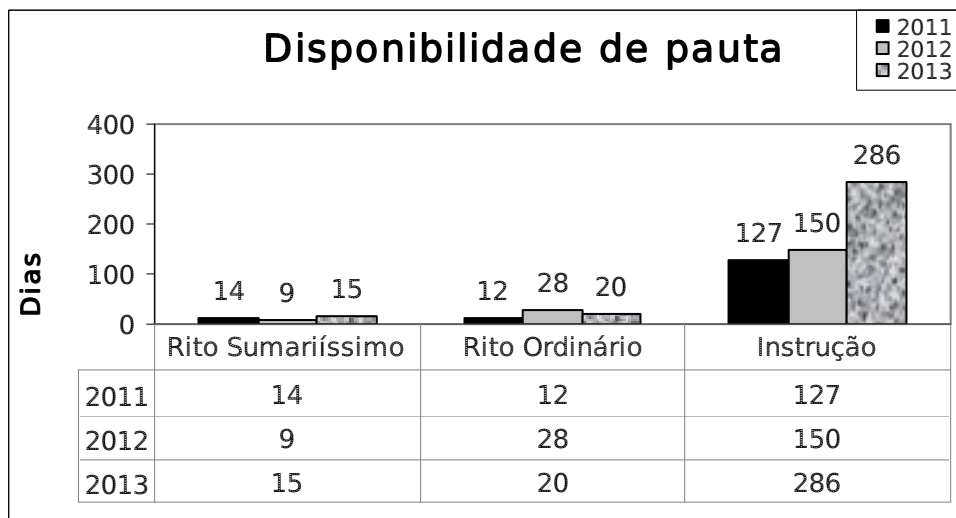 Disponibilidade de pauta
2011
2012
2013
Dias
400
300
200
100
0
14 9 15 12 28 20 127 150 286
Rito Sumariíssimo Rito Ordinário Instrução
2011 14 12 127
2012 9 28 150
2013 15 20 286